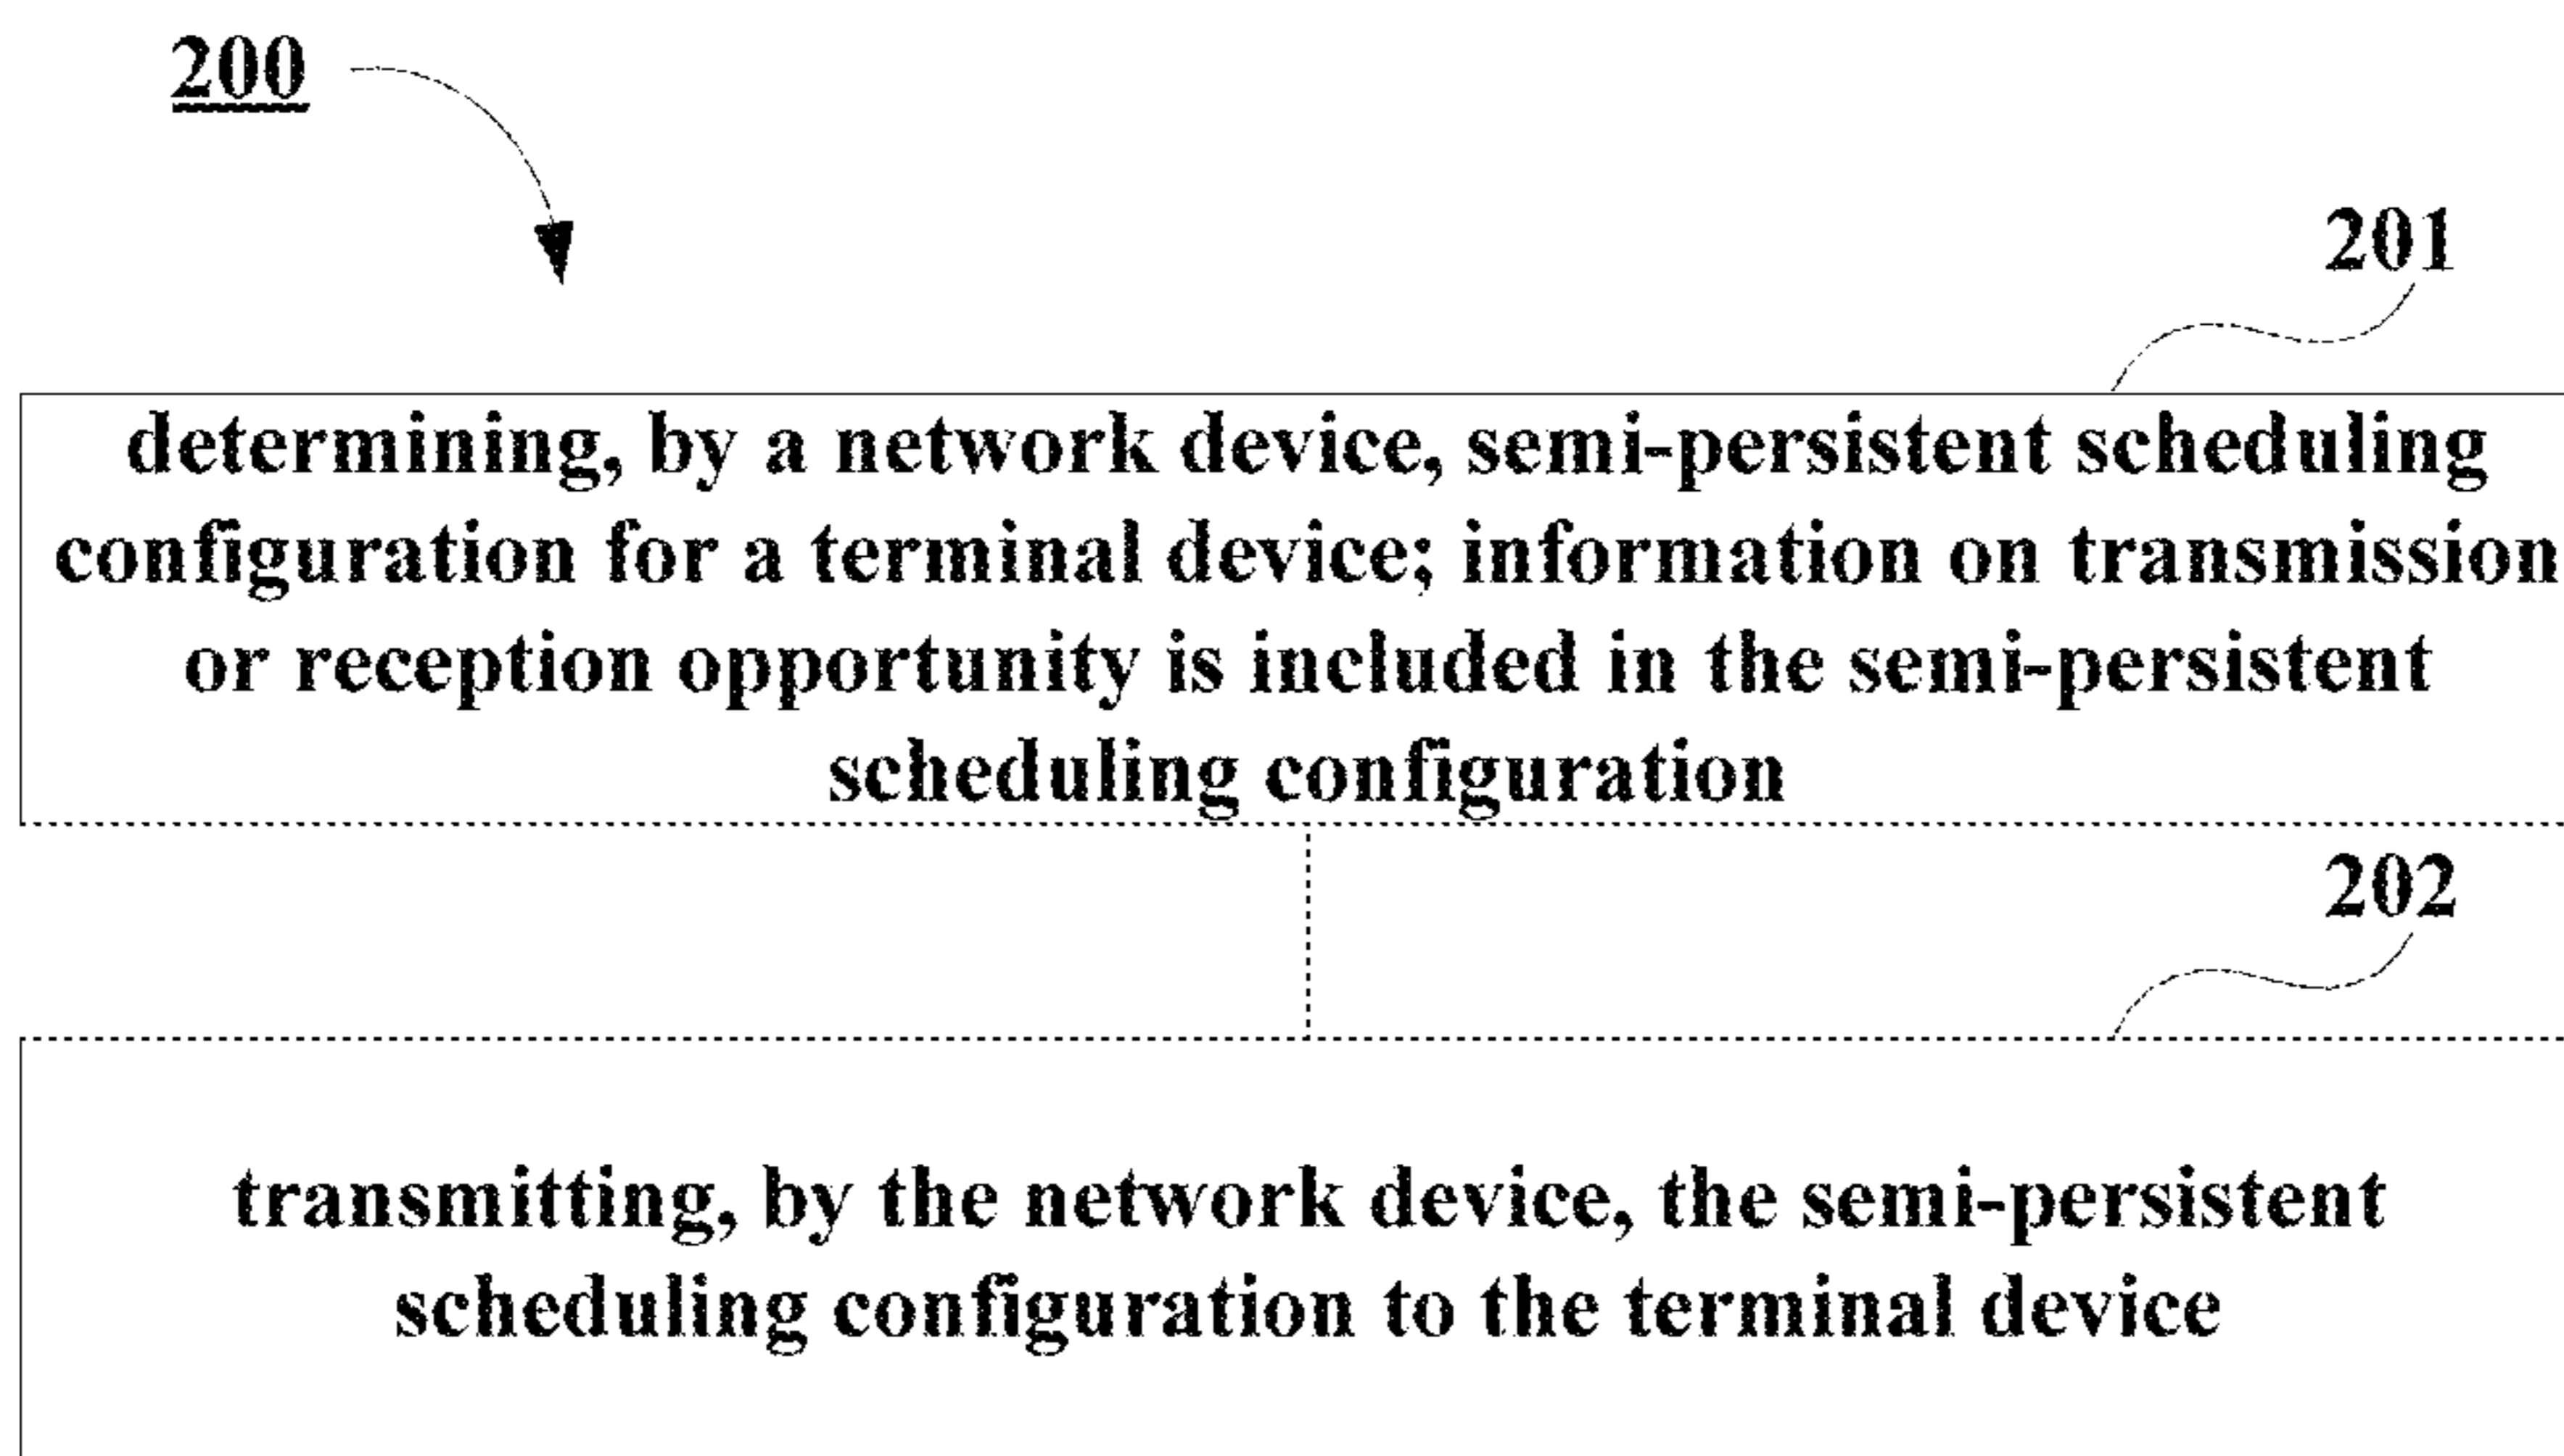 200
201
determining, by a network device, semi-persistent scheduling
configuration for a terminal device; information on transmission
or reception opportunity is included in the semi-persistent
scheduling configuration
202
transmitting, by the network device, the semi-persistent
scheduling configuration to the terminal device